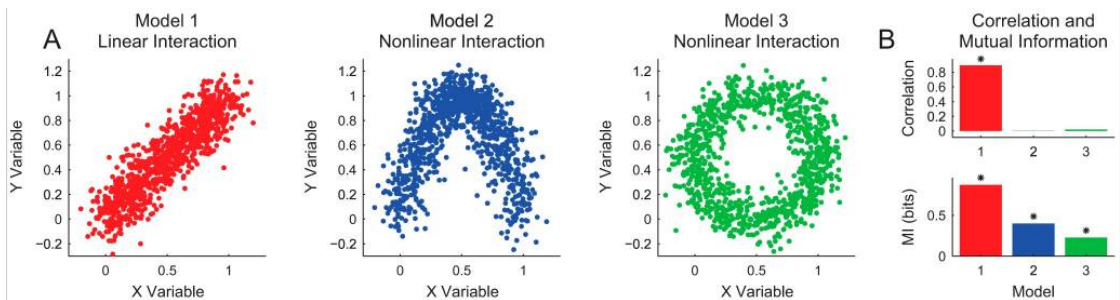 A
Model 1
Linear Interaction
Y Variable
1.2
1
0.8
0.6
0.4
0.2
0
−0.2
0
0.5
1
X Variable
Model 2
Nonlinear Interaction
Y Variable
1.2
1
0.8
0.6
0.4
0.2
0
−0.2
0
0.5
1
X Variable
Model 3
Nonlinear Interaction
Y Variable
1.2
1
0.8
0.6
0.4
0.2
0
−0.2
0
0.5
1
X Variable
B
Correlation and
Mutual Information
Correlation
0.8
0.6
0.4
0.2
0
*
1
2
3
MI (bits)
0.5
0
*
*
*
1
2
3
Model